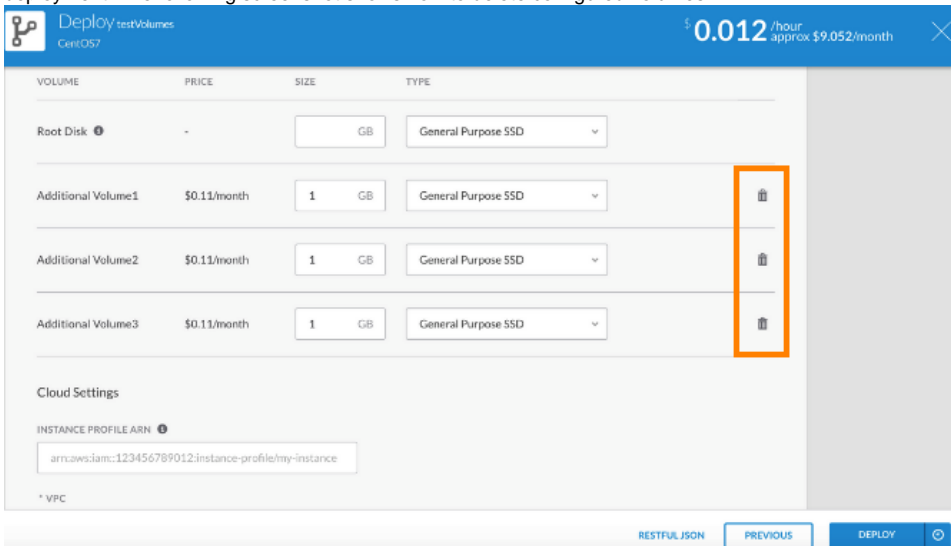 Deploy testVolumes
CentOS7
$ 0.012 /hour approx $9.052/month
VOLUME PRICE SIZE TYPE
Root Disk - GB General Purpose SSD
Additional Volume1 $0.11/month 1 GB General Purpose SSD
Additional Volume2 $0.11/month 1 GB General Purpose SSD
Additional Volume3 $0.11/month 1 GB General Purpose SSD
Cloud Settings
INSTANCE PROFILE ARN
arn:aws:iam::123456789012:instance-profile/my-instance
* VPC
RESTFUL JSON PREVIOUS DEPLOY